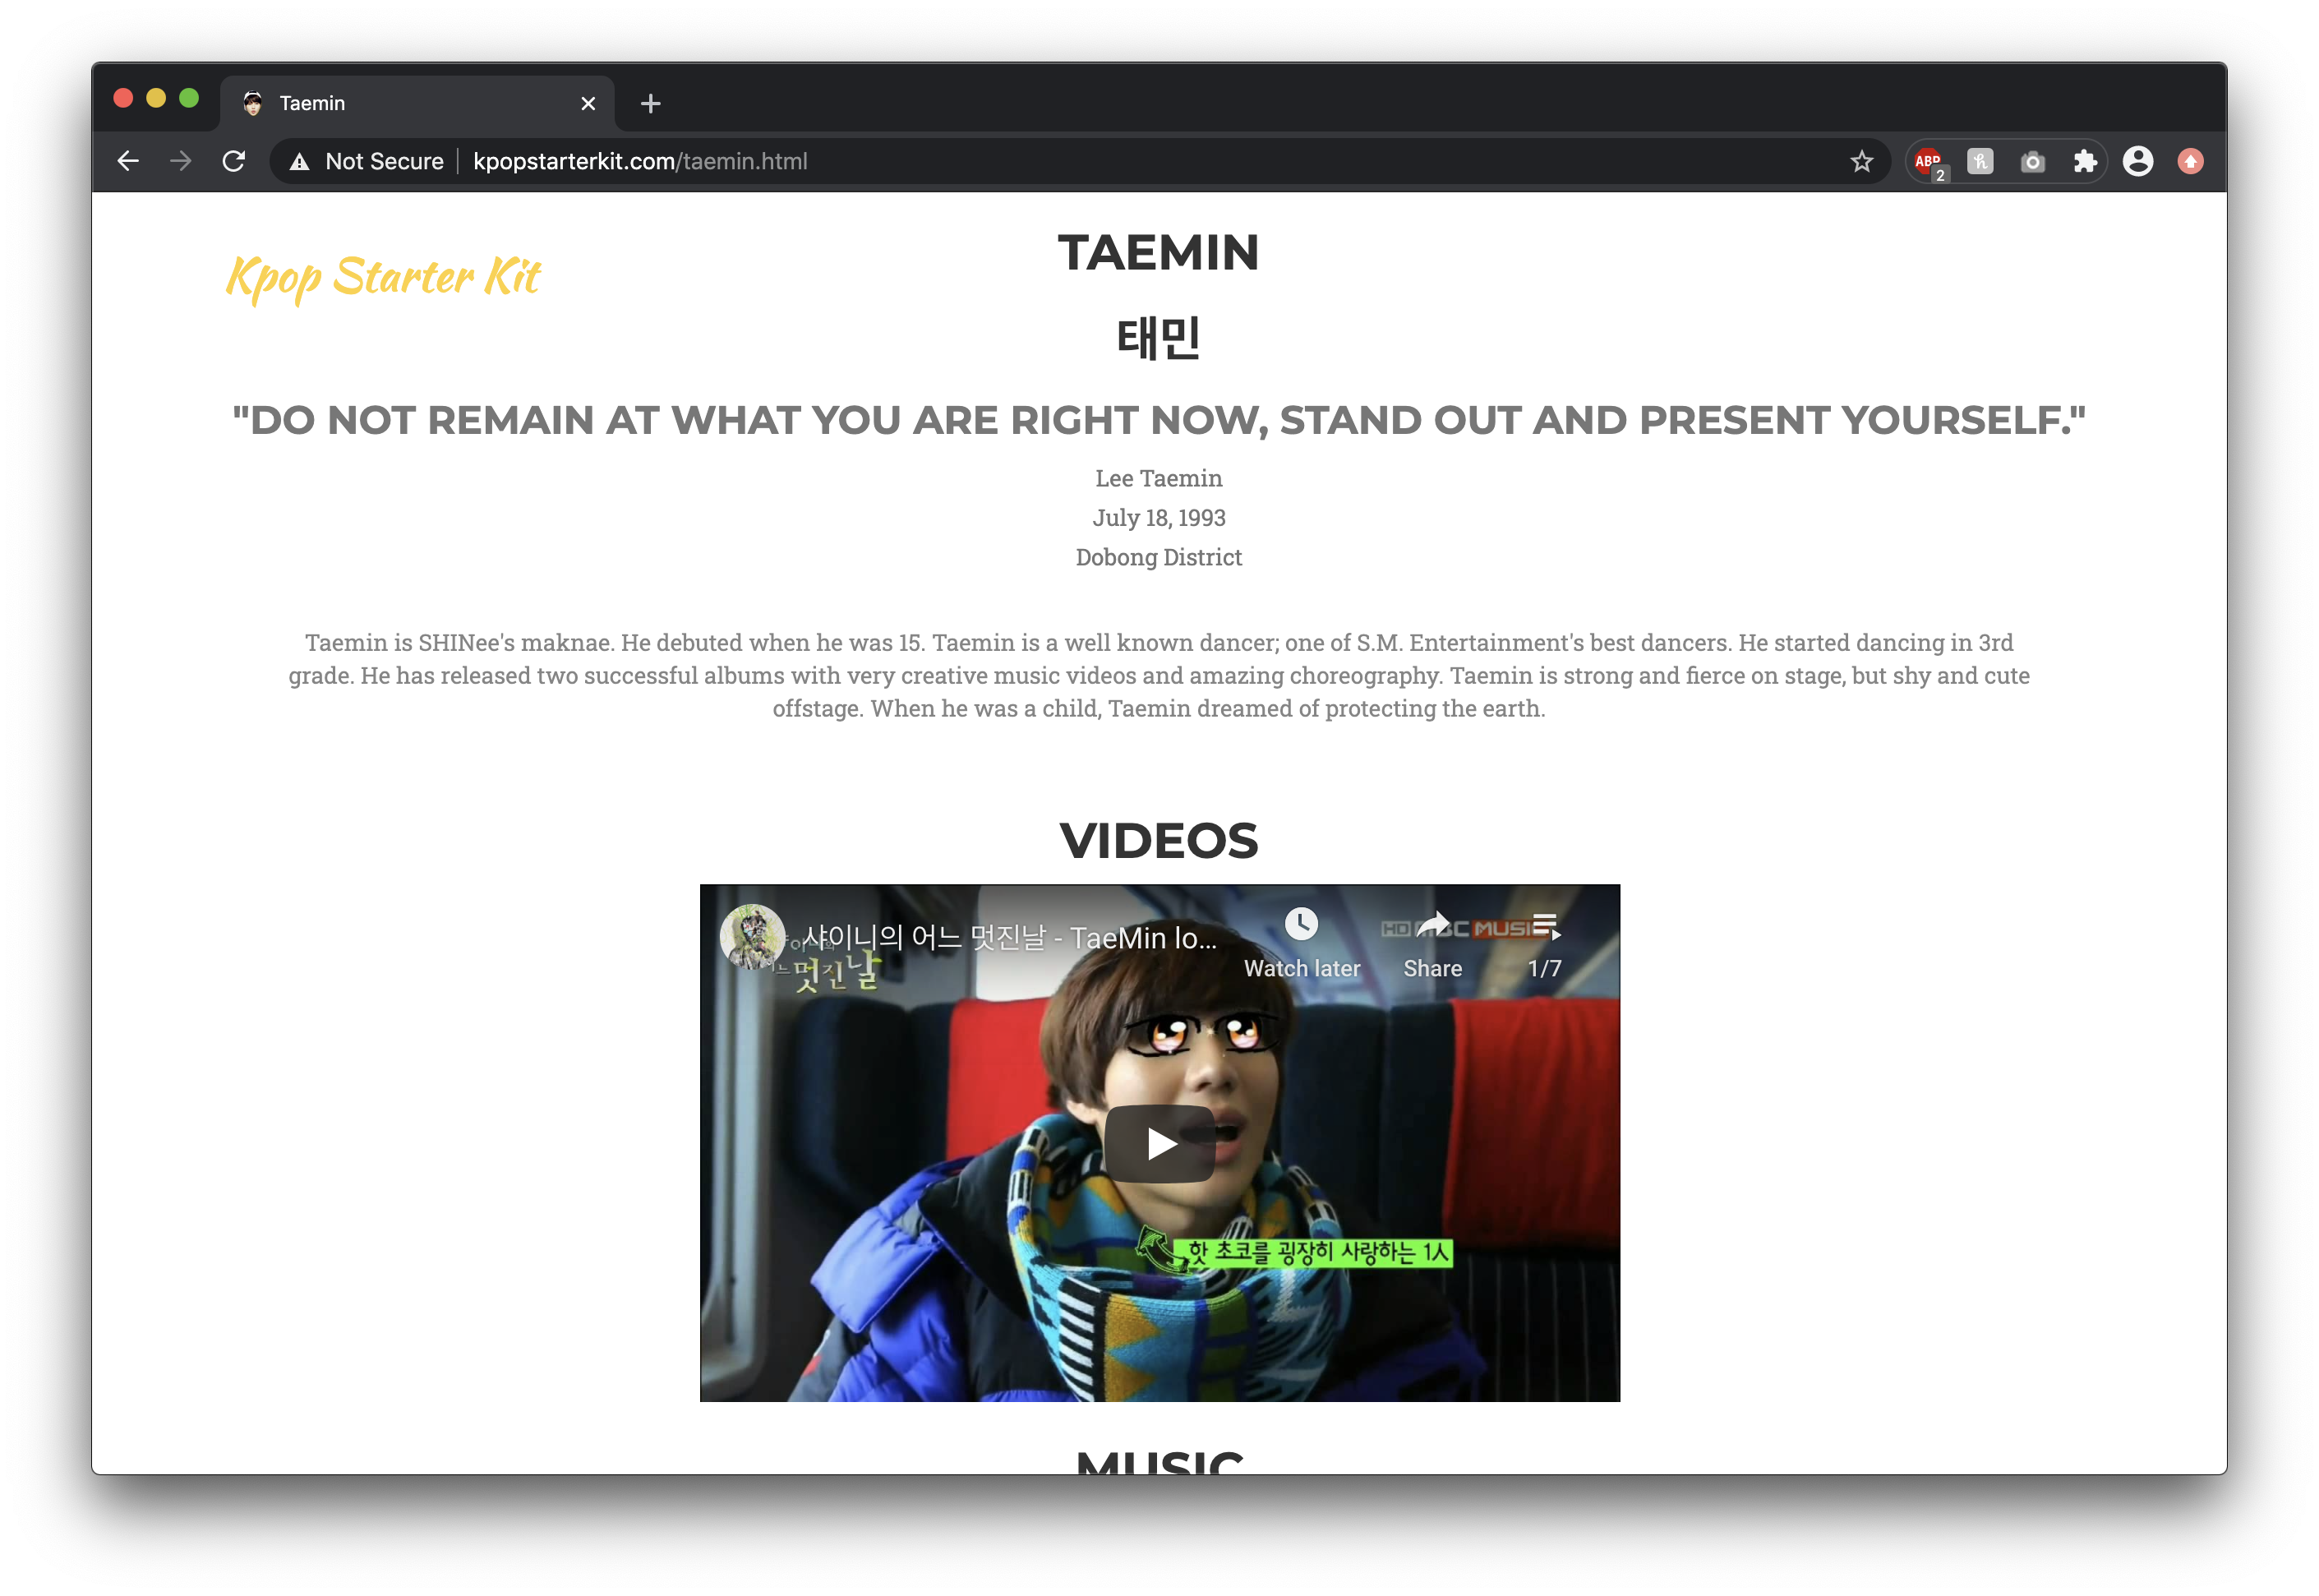 Taemin
Not Secure
kpopstarterkit.com/taemin.html
ABP
2
Kpop Starter Kit
TAEMIN
태민
"DO NOT REMAIN AT WHAT YOU ARE RIGHT NOW, STAND OUT AND PRESENT YOURSELF."
Lee Taemin
July 18, 1993
Dobong District
Taemin is SHINee's maknae. He debuted when he was 15. Taemin is a well known dancer; one of S.M. Entertainment's best dancers. He started dancing in 3rd
grade. He has released two successful albums with very creative music videos and amazing choreography. Taemin is strong and fierce on stage, but shy and cute
offstage. When he was a child, Taemin dreamed of protecting the earth.
VIDEOS
샤이니의 어느 멋진날 - TaeMin lo...
HD MBC MUSIC
멋진날
Watch later
Share
1/7
핫 초코를 굉장히 사랑하는 1人
MUSIC